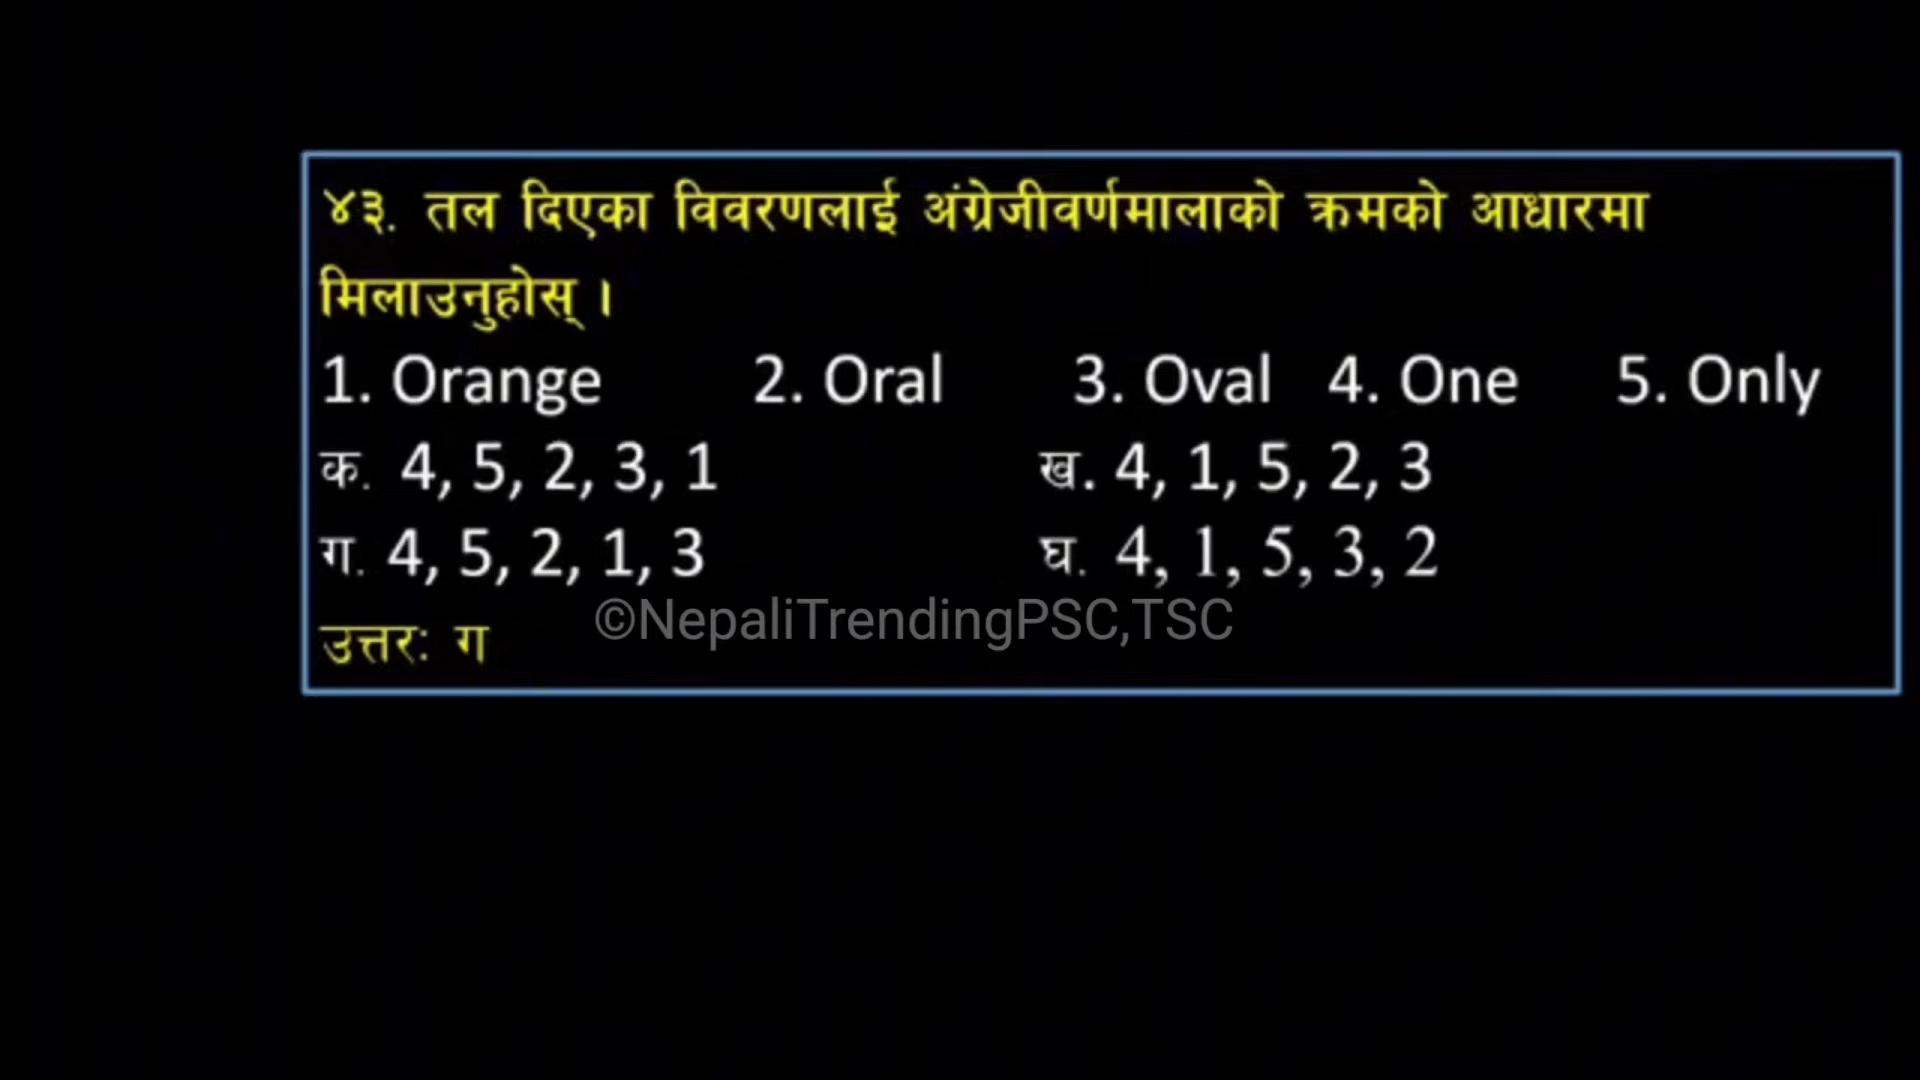 ४३. तल दिएका विवरणलाई अंग्रेजीवर्णमालाको क्रमको आधारमा
मिलाउनुहोस् ।
1. Orange 2. Oral 3. Oval 4. One 5. Only
क. 4, 5, 2, 3, 1 ख. 4, 1, 5, 2, 3
ग. 4, 5, 2, 1, 3 घ. 4, 1, 5, 3, 2
©NepaliTrendingPSC,TSC
उत्तर: ग